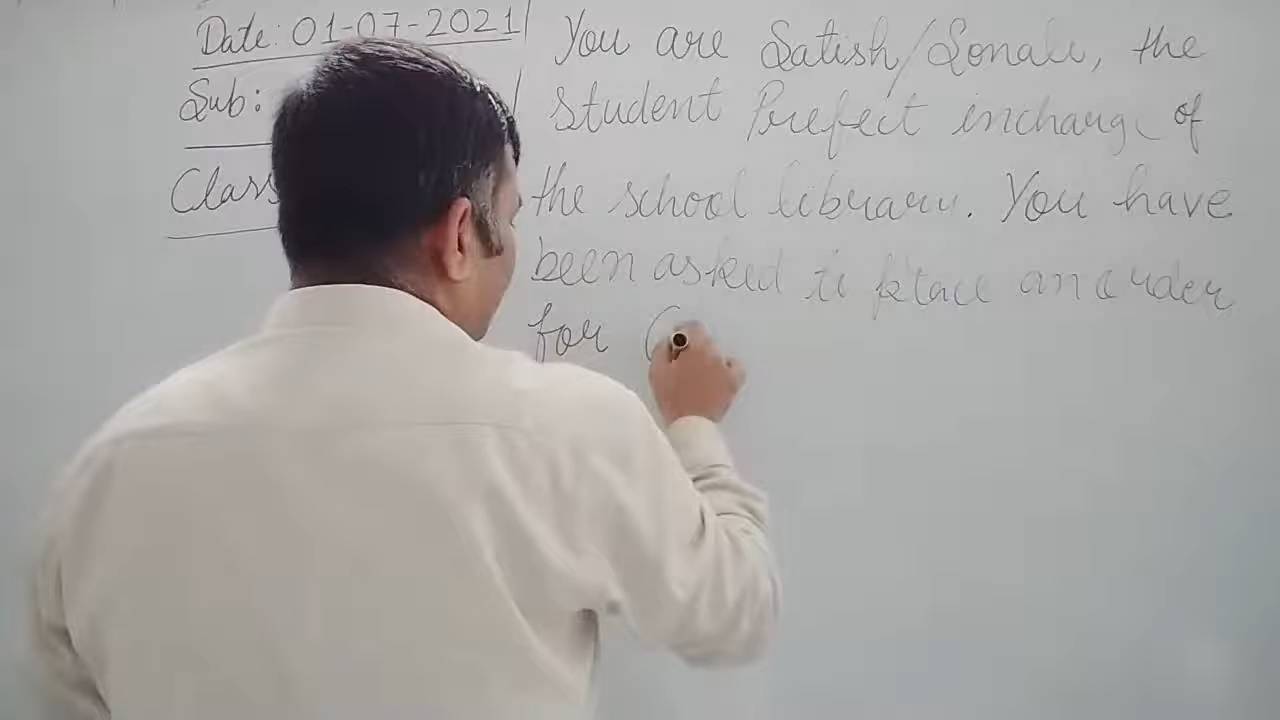 Date: 01-07-2021
Sub:
Class
You are Satish/Sonali, the
student Prefect incharge of
the school library. You have
been asked to place an order
for